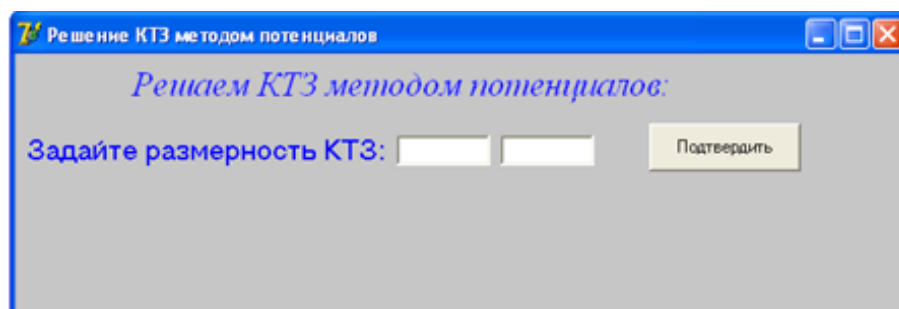 Решение КТЗ методом потенциалов
Решаем КТЗ методом потенциалов:
Задайте размерность КТЗ:
Подтвердить